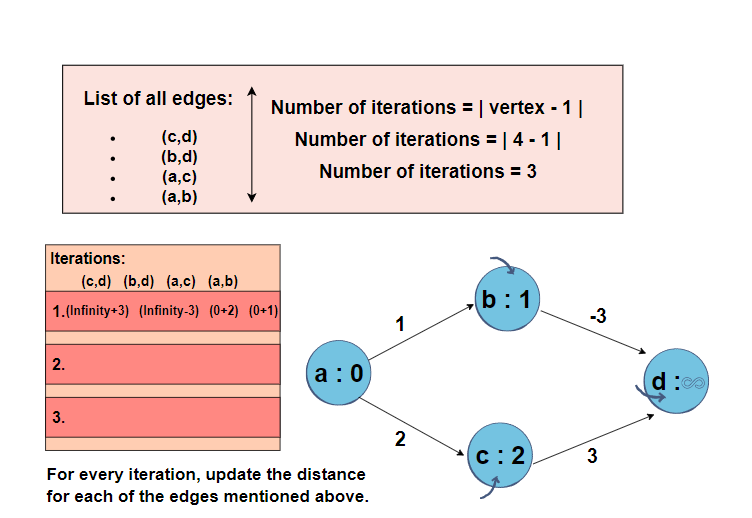 List of all edges:
• (c,d)
• (b,d)
• (a,c)
• (a,b)
Number of iterations = | vertex - 1 |
Number of iterations = | 4 - 1 |
Number of iterations = 3
Iterations:
(c,d) (b,d) (a,c) (a,b)
1.(Infinity+3) (Infinity-3) (0+2) (0+1)
2.
3.
For every iteration, update the distance
for each of the edges mentioned above.
b : 1
1
-3
a : 0
d :∞
2
c : 2
3